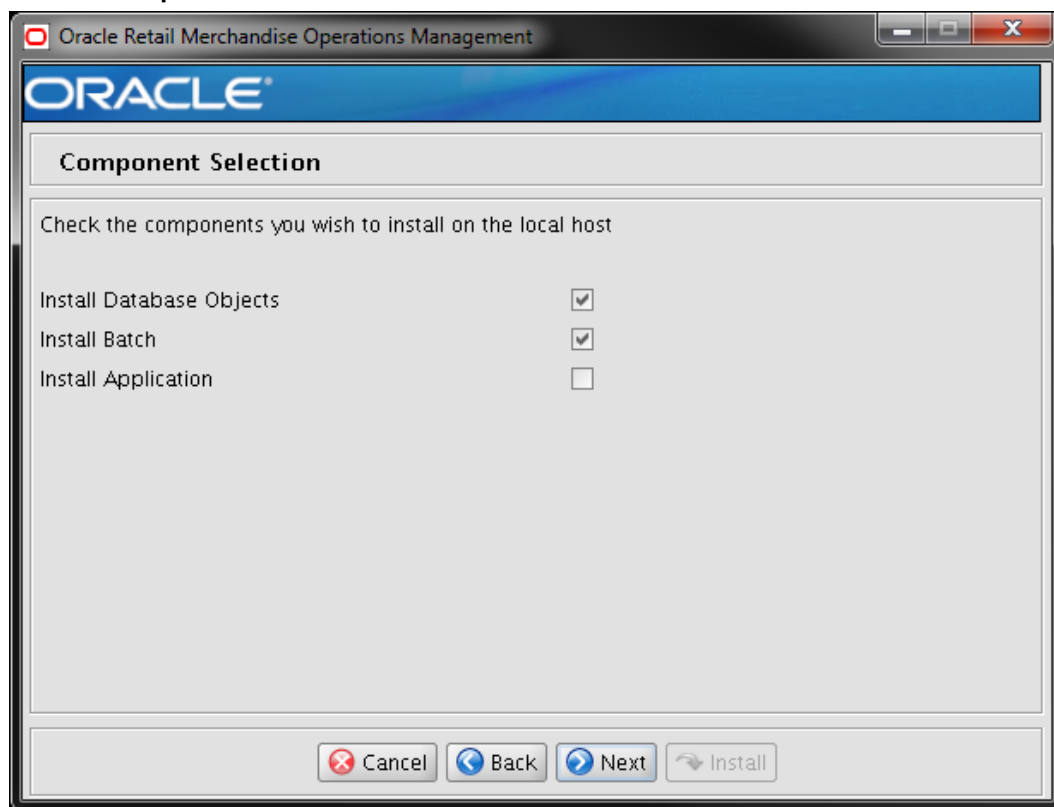 Oracle Retail Merchandise Operations Management
ORACLE®
Component Selection
Check the components you wish to install on the local host
Install Database Objects
Install Batch
Install Application
Cancel Back Next Install